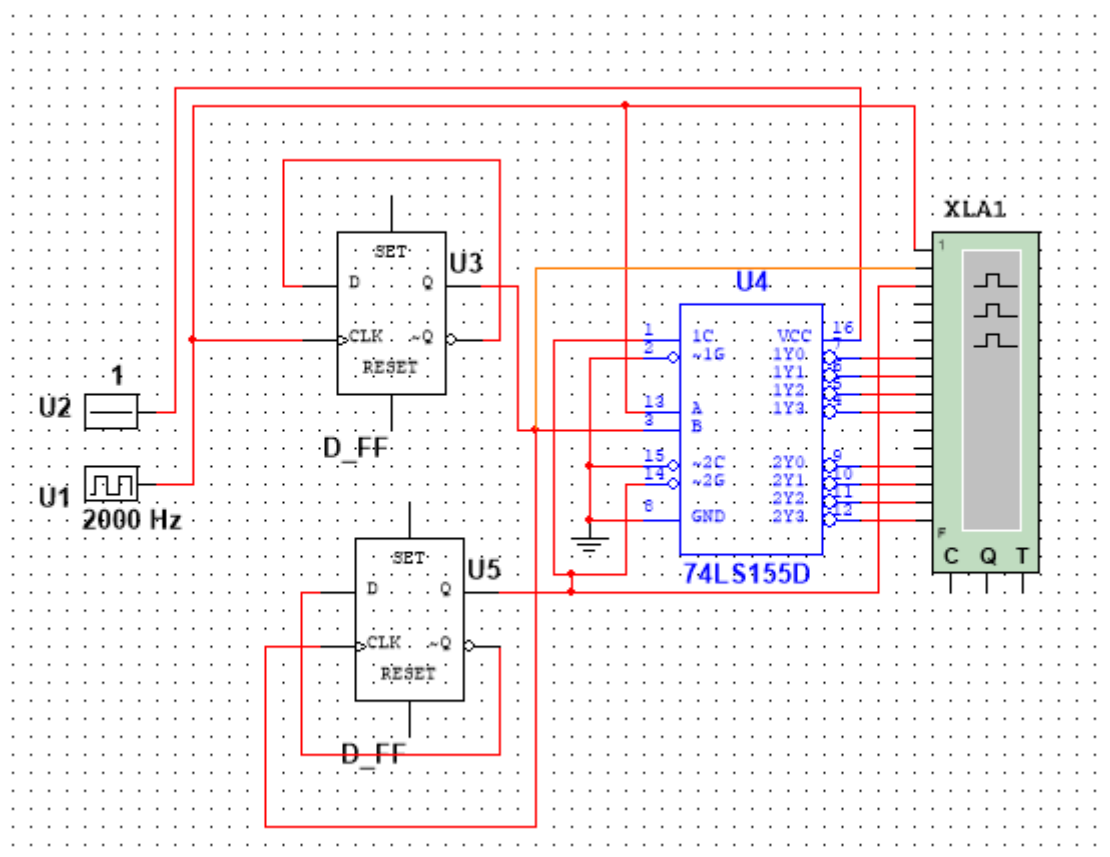 XLA1
1
F
C Q T
SET
U3
D Q
CLK ~Q
RESET
D_FF
1
U2
U1
2000 Hz
SET
U5
D Q
CLK ~Q
RESET
D_FF
U4
1 1C VCC 16
2 ~1G 1Y0 7
1Y1 6
1Y2 5
13 A 1Y3 4
3 B
15 ~2C 2Y0 9
14 ~2G 2Y1 10
2Y2 11
8 GND 2Y3 12
74LS155D